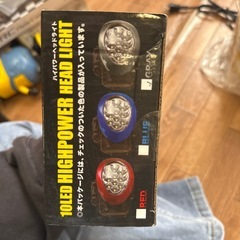 ハイパワーヘッドライト
10LED HIGHPOWER HEAD LIGHT
◎本パッケージには、チェックのついた色の製品が入っています。
GRAY
BLUE
RED